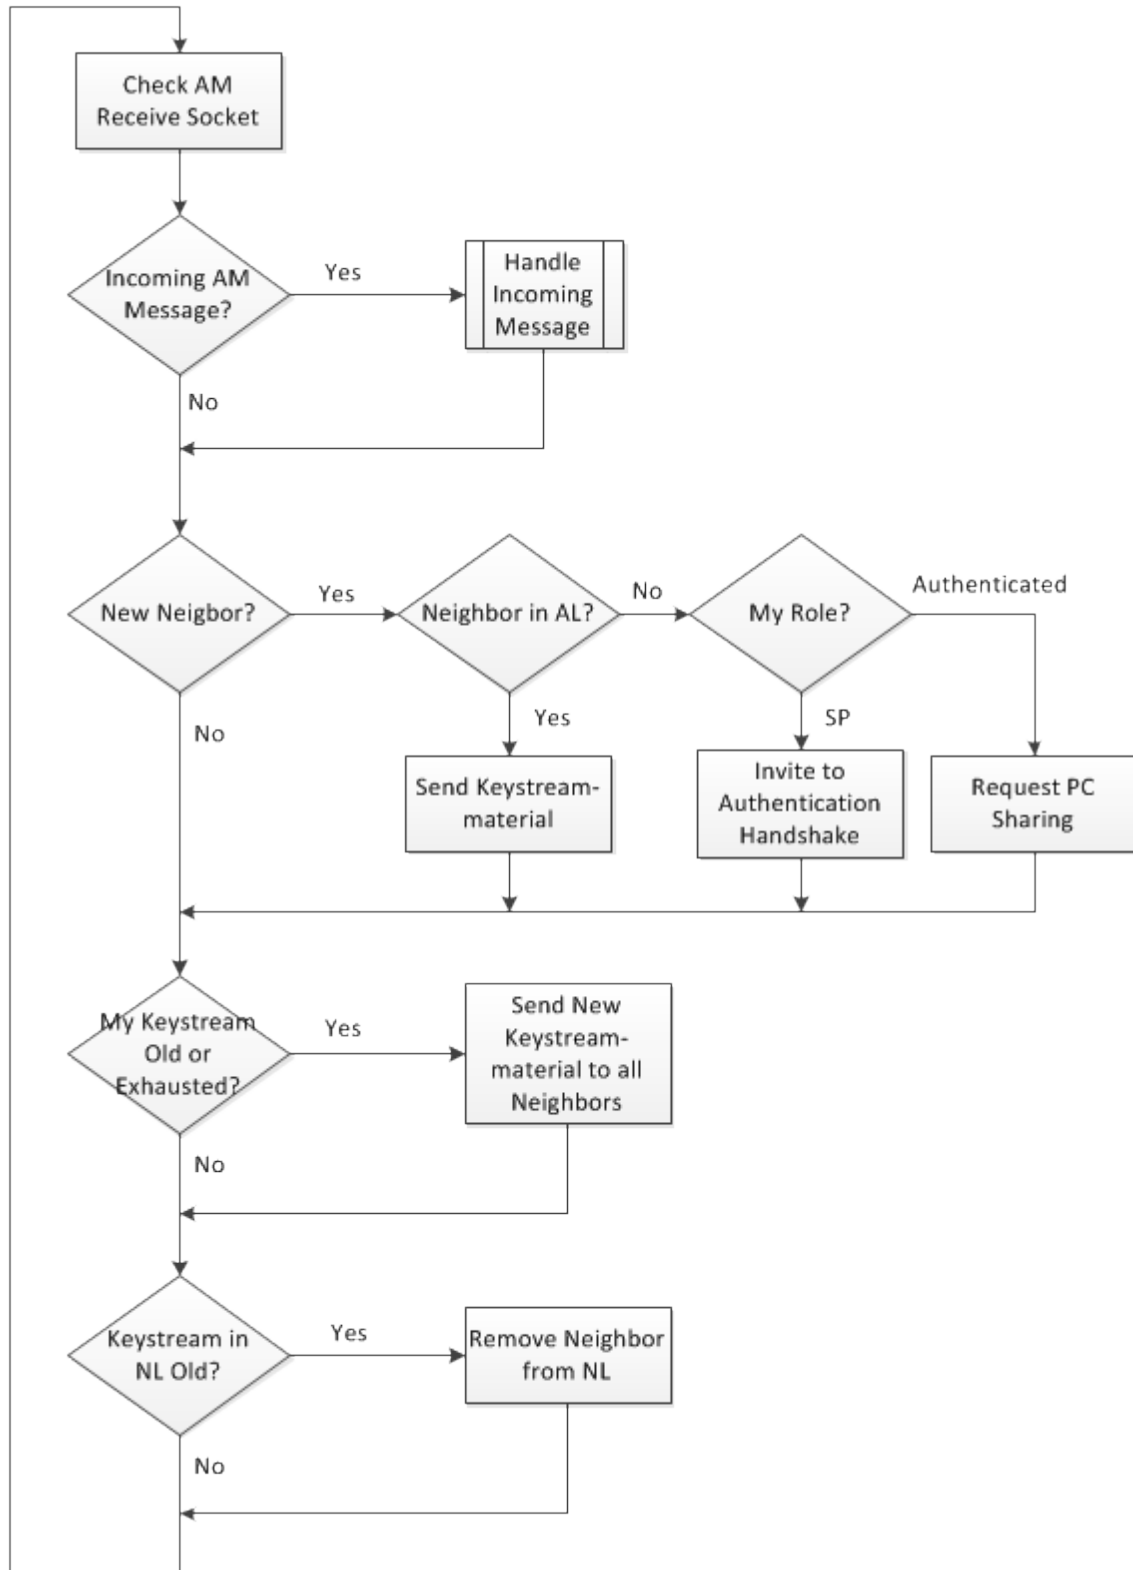 Check AM
Receive Socket
Incoming AM
Message?
Yes
Handle
Incoming
Message
No
New Neigbor?
Yes
Neighbor in AL?
No
My Role?
Authenticated
No
Yes
SP
Send Keystream-
material
Invite to
Authentication
Handshake
Request PC
Sharing
My Keystream
Old or
Exhausted?
Yes
Send New
Keystream-
material to all
Neighbors
No
Keystream in
NL Old?
Yes
Remove Neighbor
from NL
No